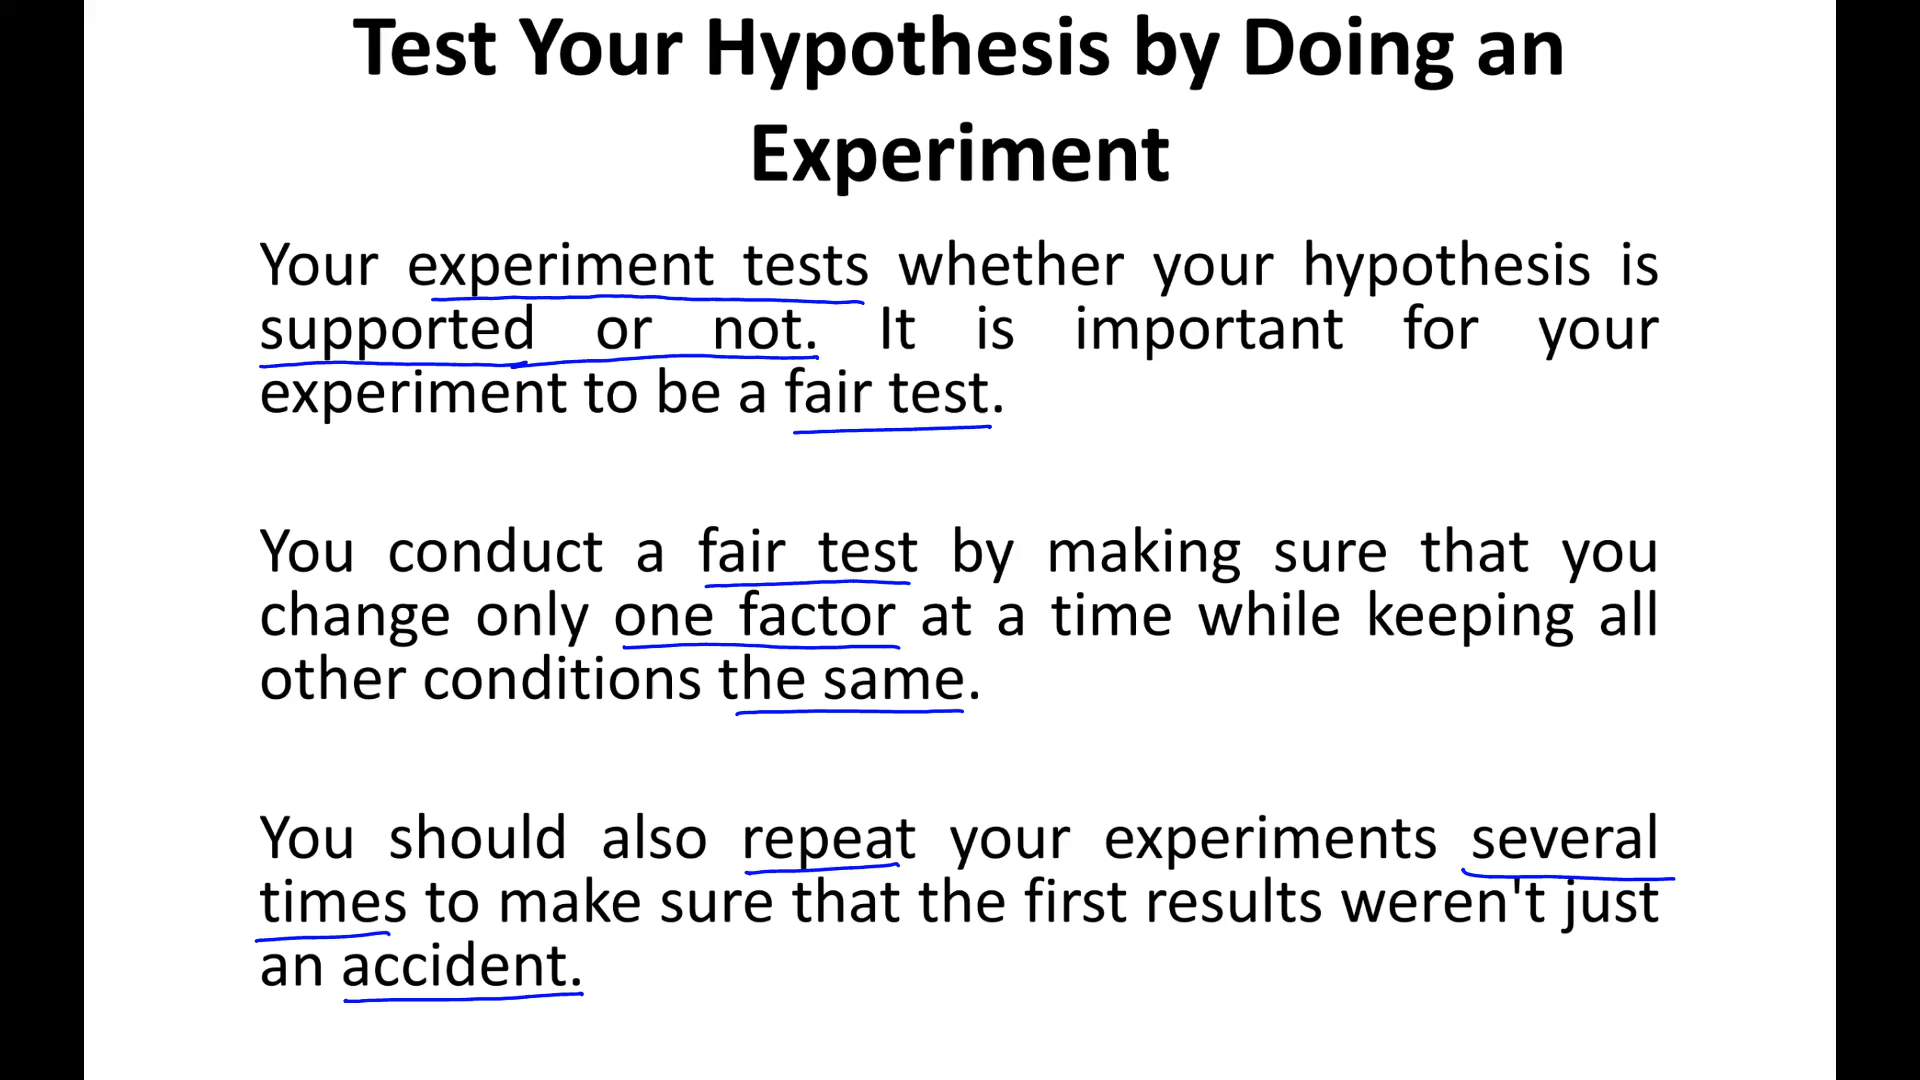 Test Your Hypothesis by Doing an
Experiment
Your experiment tests whether your hypothesis is
supported or not. It is important for your
experiment to be a fair test.
You conduct a fair test by making sure that you
change only one factor at a time while keeping all
other conditions the same.
You should also repeat your experiments several
times to make sure that the first results weren't just
an accident.